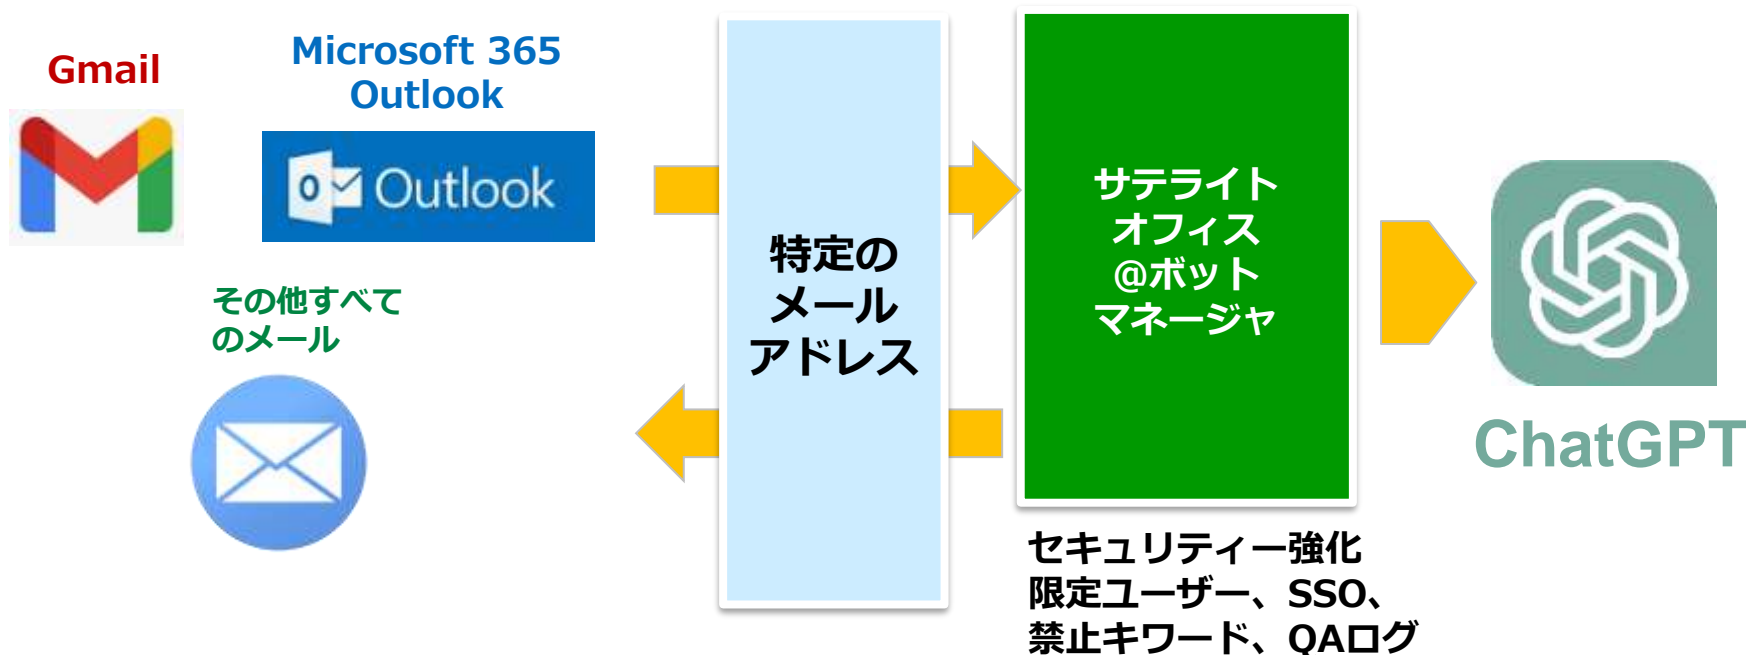 Gmail
Microsoft 365
Outlook
Outlook
その他すべて
のメール
特定の
メール
アドレス
サテライト
オフィス
@ボット
マネージャ
ChatGPT
セキュリティー強化
限定ユーザー、SSO、
禁止キワード、QAログ